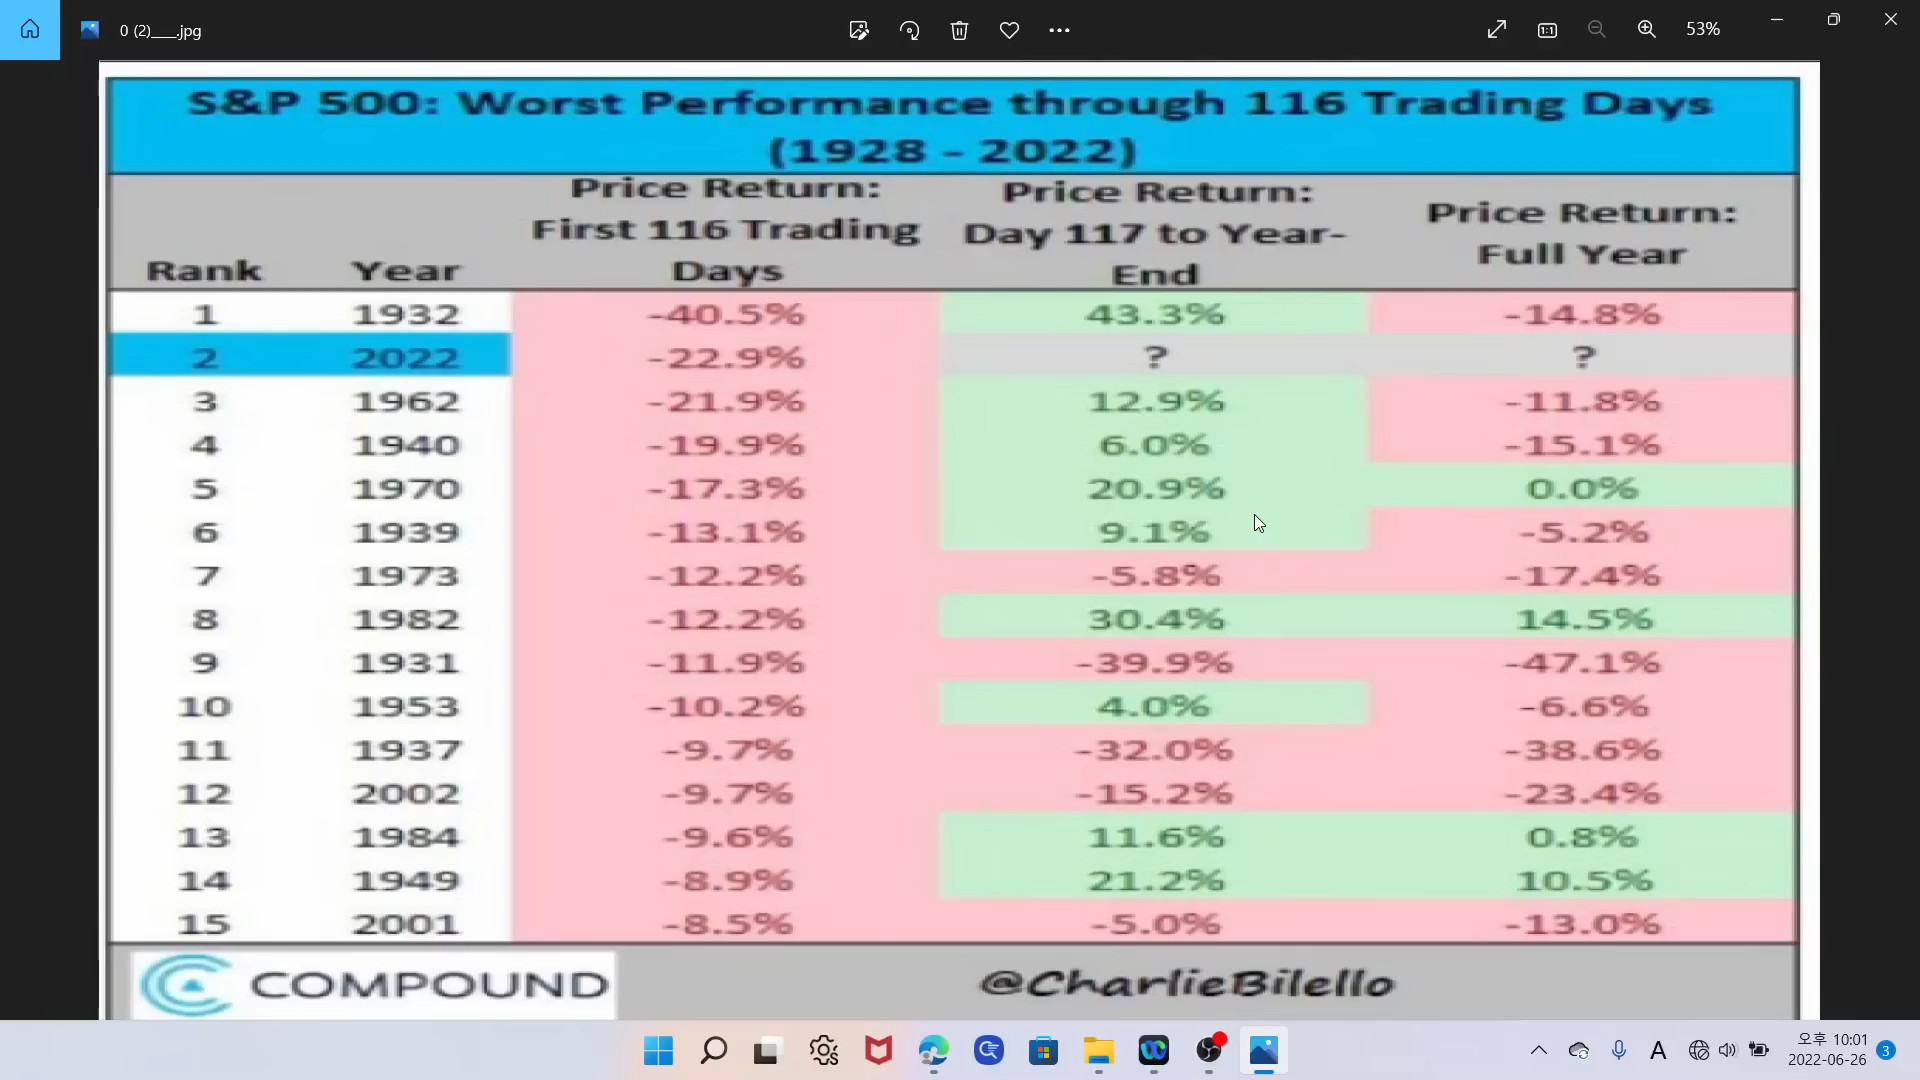 0 (2)___.jpg
53%
S&P 500: Worst Performance through 116 Trading Days
(1928 - 2022)
Rank Year Price Return: First 116 Trading Days Price Return: Day 117 to Year-End Price Return: Full Year
1 1932 -40.5% 43.3% -14.8%
2 2022 -22.9% ? ?
3 1962 -21.9% 12.9% -11.8%
4 1940 -19.9% 6.0% -15.1%
5 1970 -17.3% 20.9% 0.0%
6 1939 -13.1% 9.1% -5.2%
7 1973 -12.2% -5.8% -17.4%
8 1982 -12.2% 30.4% 14.5%
9 1931 -11.9% -39.9% -47.1%
10 1953 -10.2% 4.0% -6.6%
11 1937 -9.7% -32.0% -38.6%
12 2002 -9.7% -15.2% -23.4%
13 1984 -9.6% 11.6% 0.8%
14 1949 -8.9% 21.2% 10.5%
15 2001 -8.5% -5.0% -13.0%
COMPOUND @CharlieBilello
A
오후 10:01
2022-06-26
3